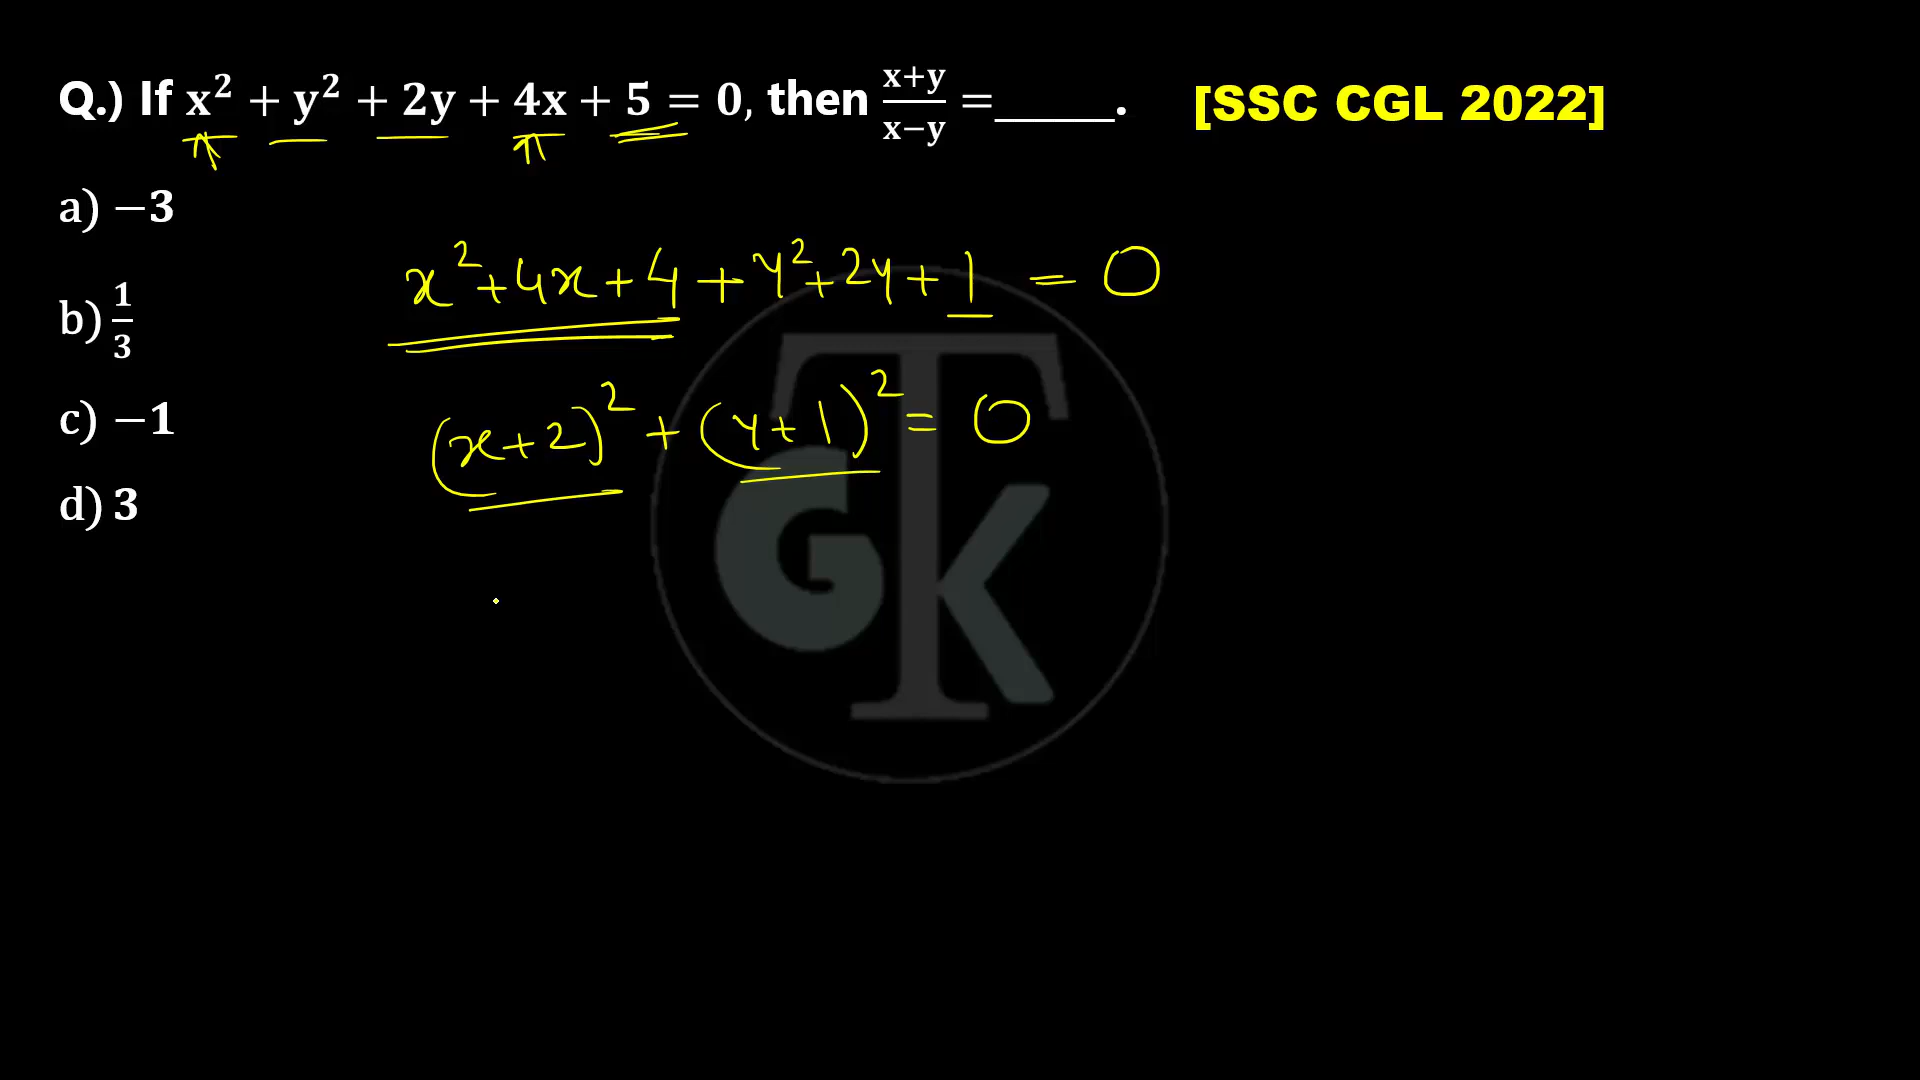 Q.) If x² + y² + 2y + 4x + 5 = 0, then (x+y)/(x−y) =_____. [SSC CGL 2022]
a) −3
b) 1/3
c) −1
d) 3
x² + 4x + 4 + y² + 2y + 1 = 0
(x+2)² + (y+1)² = 0
GTK